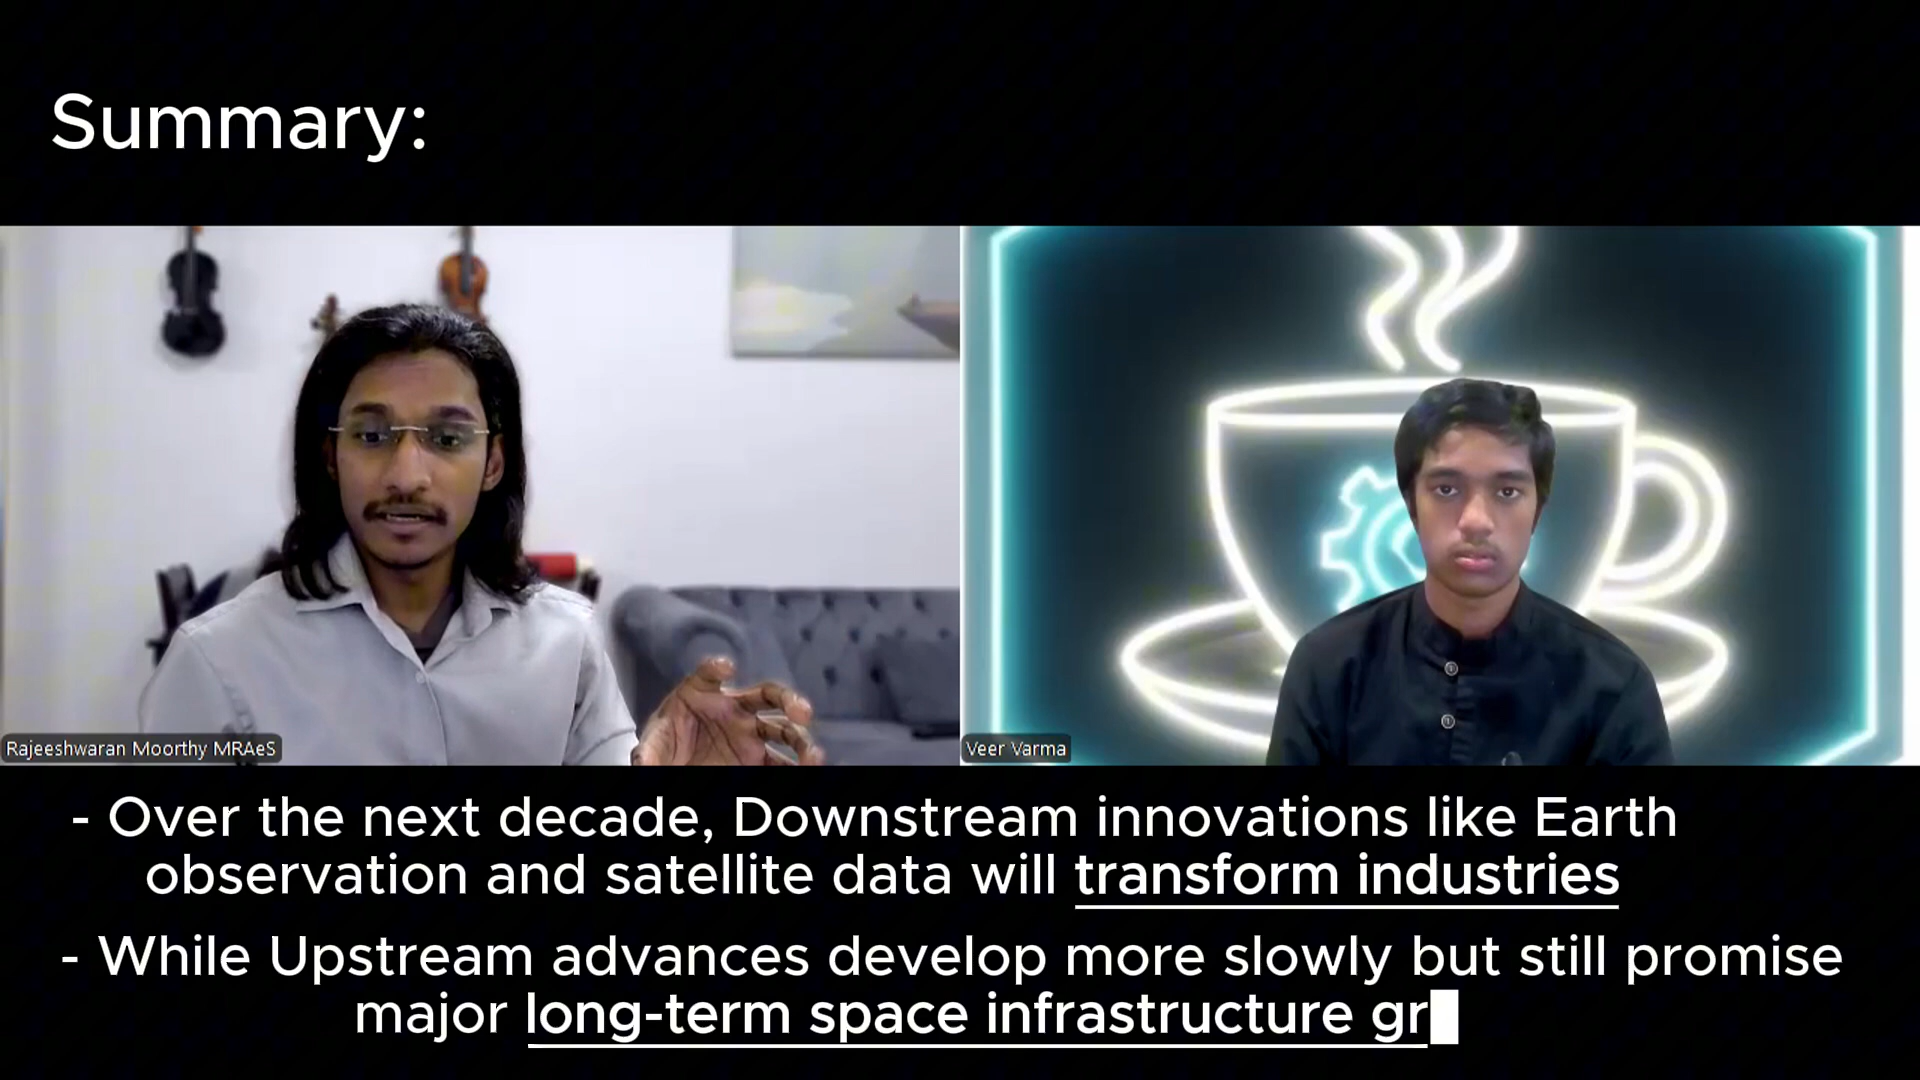 Summary:
Rajeeshwaran Moorthy MRAeS
Veer Varma
- Over the next decade, Downstream innovations like Earth
observation and satellite data will transform industries
- While Upstream advances develop more slowly but still promise
major long-term space infrastructure gr